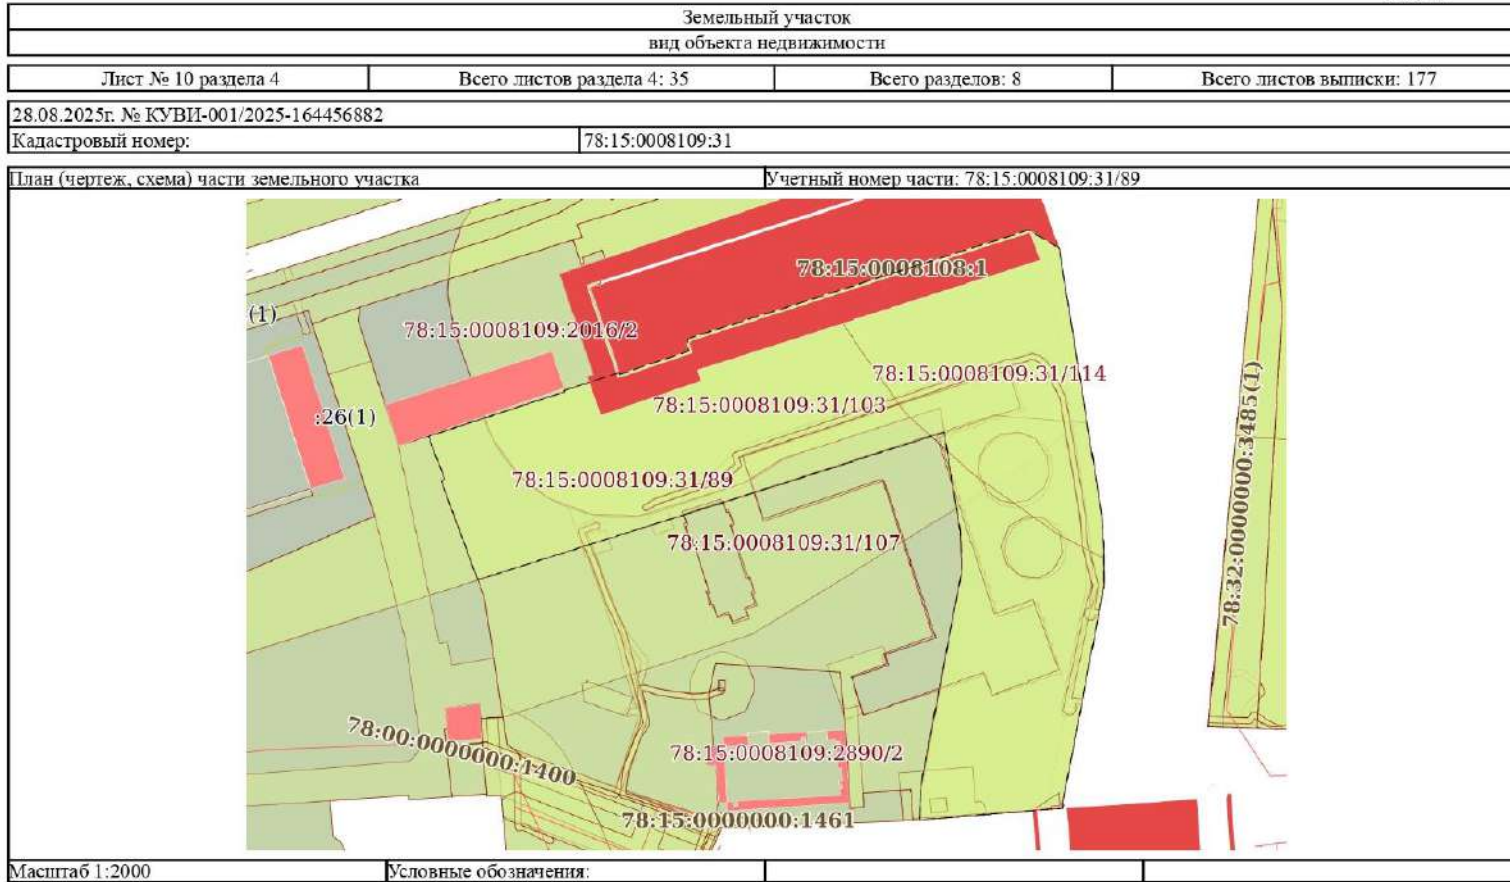 Земельный участок
вид объекта недвижимости
Лист № 10 раздела 4 Всего листов раздела 4: 35 Всего разделов: 8 Всего листов выписки: 177
28.08.2025г. № КУВИ-001/2025-164456882
Кадастровый номер: 78:15:0008109:31
План (чертеж, схема) части земельного участка Учетный номер части: 78:15:0008109:31/89
78:15:0008108:1
(1)
78:15:0008109:2016/2
78:15:0008109:31/114
78:15:0008109:31/103
:26(1)
78:32:0000000:3485(1)
78:15:0008109:31/89
78:15:0008109:31/107
78:00:0000000:1400
78:15:0008109:2890/2
78:15:0000000:1461
Масштаб 1:2000 Условные обозначения: